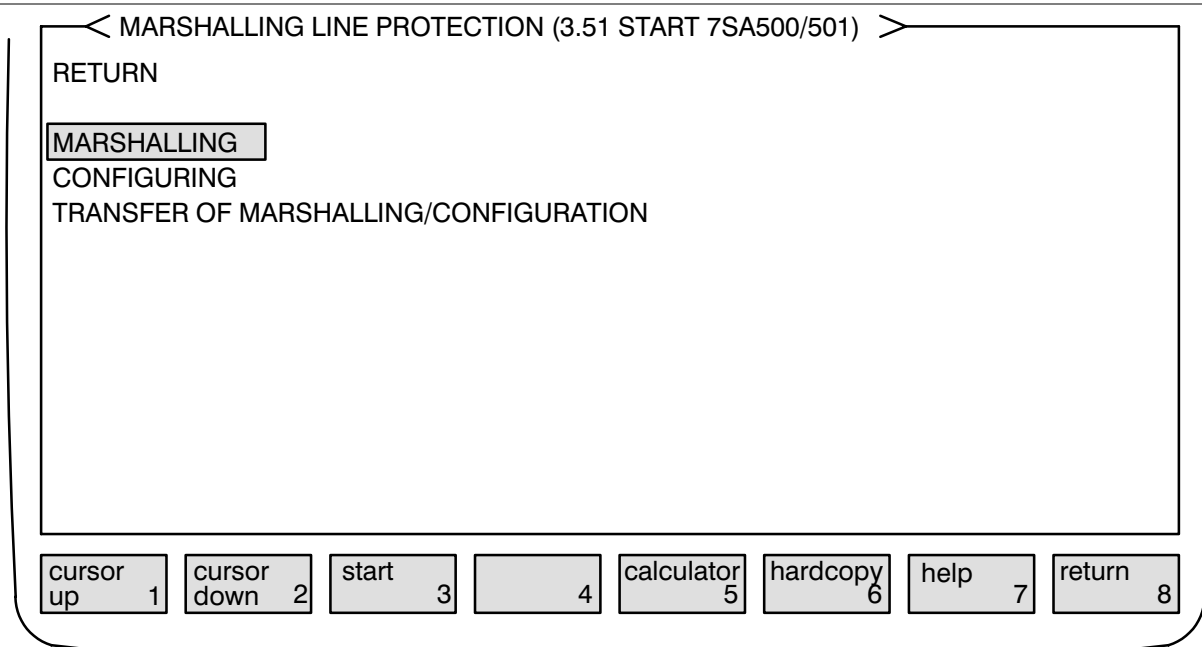 MARSHALLING LINE PROTECTION (3.51 START 7SA500/501)
RETURN
MARSHALLING
CONFIGURING
TRANSFER OF MARSHALLING/CONFIGURATION
cursor up 1
cursor down 2
start 3
4
calculator 5
hardcopy 6
help 7
return 8